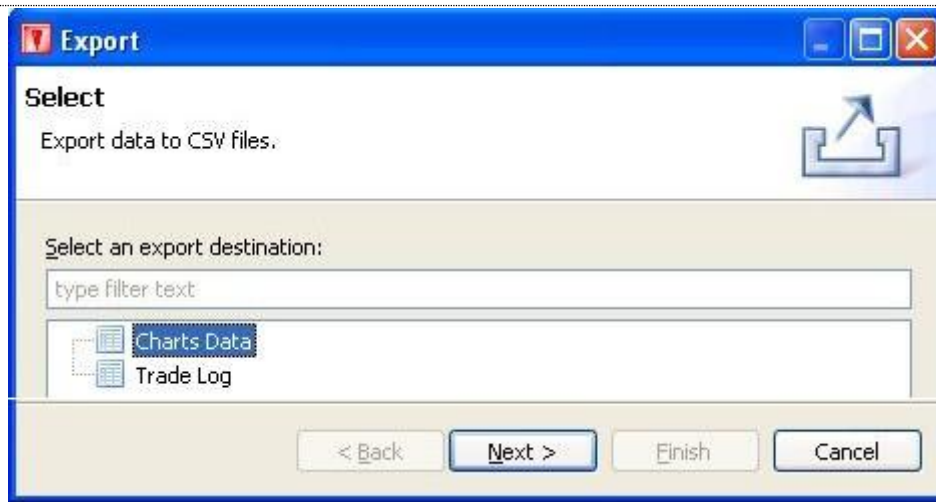 Export
Select
Export data to CSV files.
Select an export destination:
type filter text
Charts Data
Trade Log
< Back Next > Finish Cancel